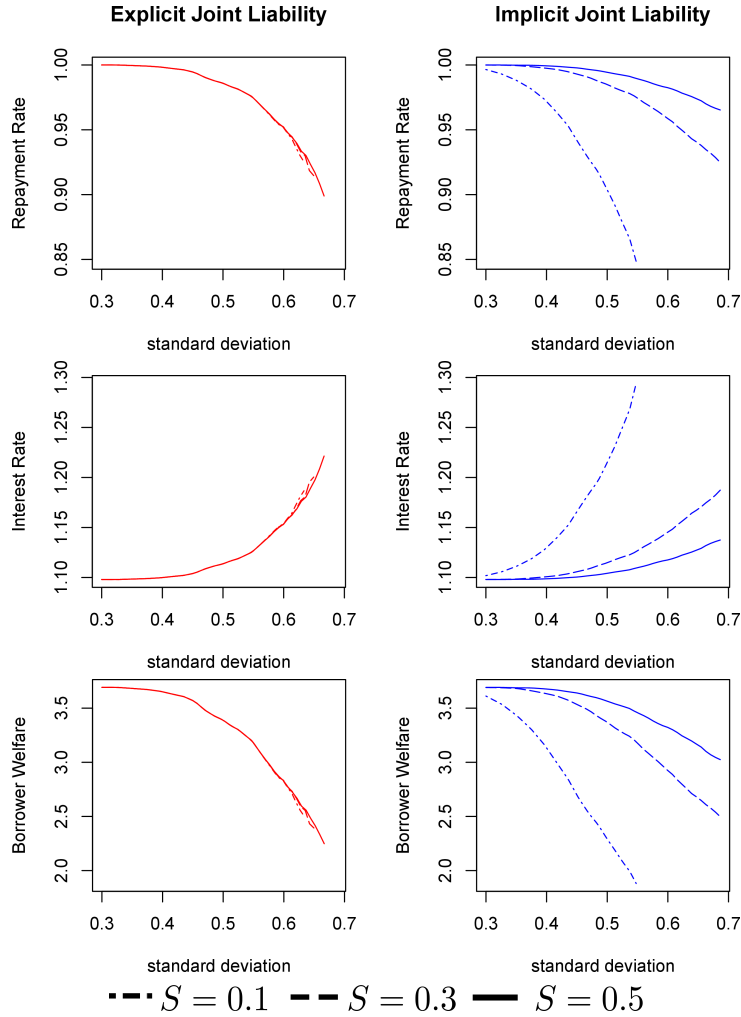 Explicit Joint Liability Implicit Joint Liability
Repayment Rate
1.00
0.95
0.90
0.85
0.3 0.4 0.5 0.6 0.7
standard deviation
Repayment Rate
1.00
0.95
0.90
0.85
0.3 0.4 0.5 0.6 0.7
standard deviation
Interest Rate
1.30
1.25
1.20
1.15
1.10
0.3 0.4 0.5 0.6 0.7
standard deviation
Interest Rate
1.30
1.25
1.20
1.15
1.10
0.3 0.4 0.5 0.6 0.7
standard deviation
Borrower Welfare
3.5
3.0
2.5
2.0
0.3 0.4 0.5 0.6 0.7
standard deviation
Borrower Welfare
3.5
3.0
2.5
2.0
0.3 0.4 0.5 0.6 0.7
standard deviation
S = 0.1 S = 0.3 S = 0.5